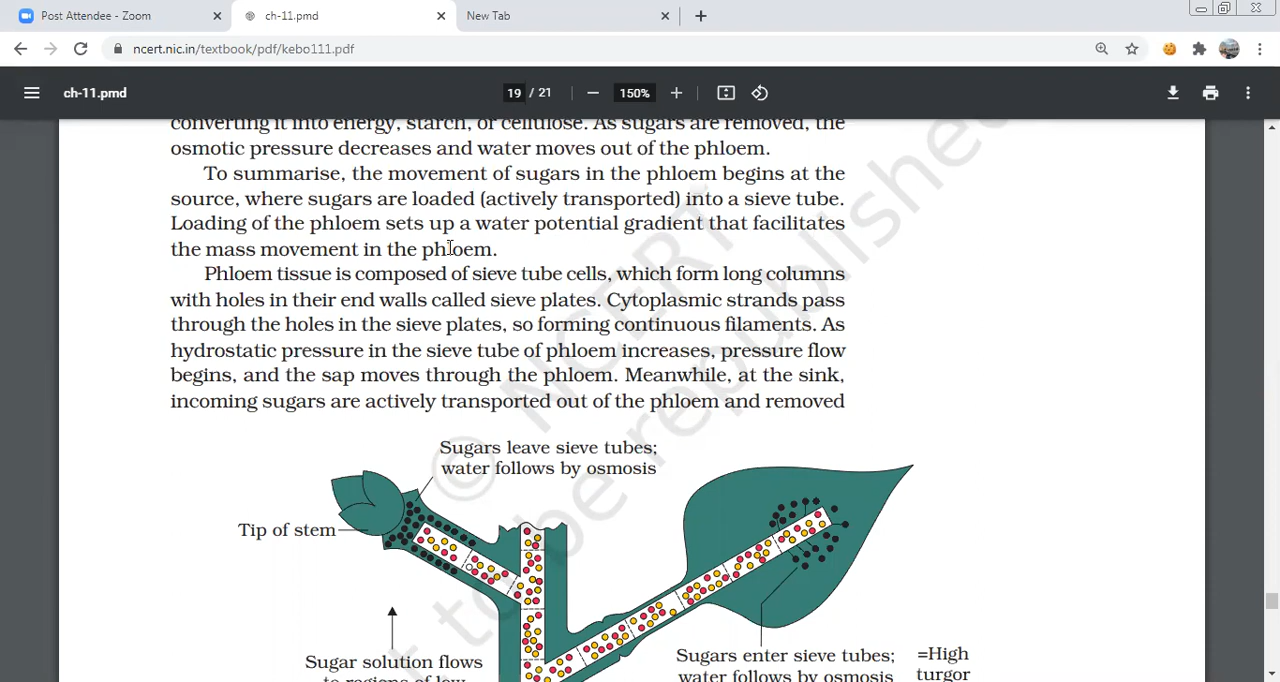 Post Attendee - Zoom
ch-11.pmd
New Tab
ncert.nic.in/textbook/pdf/kebo111.pdf
ch-11.pmd
19 / 21
150%
converting it into energy, starch, or cellulose. As sugars are removed, the
osmotic pressure decreases and water moves out of the phloem.
To summarise, the movement of sugars in the phloem begins at the
source, where sugars are loaded (actively transported) into a sieve tube.
Loading of the phloem sets up a water potential gradient that facilitates
the mass movement in the phloem.
Phloem tissue is composed of sieve tube cells, which form long columns
with holes in their end walls called sieve plates. Cytoplasmic strands pass
through the holes in the sieve plates, so forming continuous filaments. As
hydrostatic pressure in the sieve tube of phloem increases, pressure flow
begins, and the sap moves through the phloem. Meanwhile, at the sink,
incoming sugars are actively transported out of the phloem and removed
© NCERT
t to be republished
Sugars leave sieve tubes;
water follows by osmosis
Tip of stem
Sugar solution flows
to regions of low
Sugars enter sieve tubes;
water follows by osmosis
=High
turgor